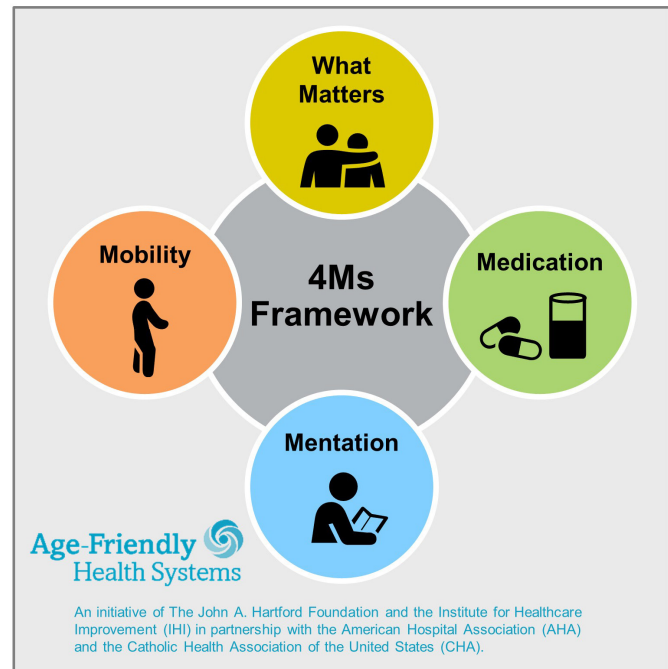 What
Matters
Mobility
4Ms
Framework
Medication
Mentation
Age-Friendly
Health Systems
An initiative of The John A. Hartford Foundation and the Institute for Healthcare
Improvement (IHI) in partnership with the American Hospital Association (AHA)
and the Catholic Health Association of the United States (CHA).